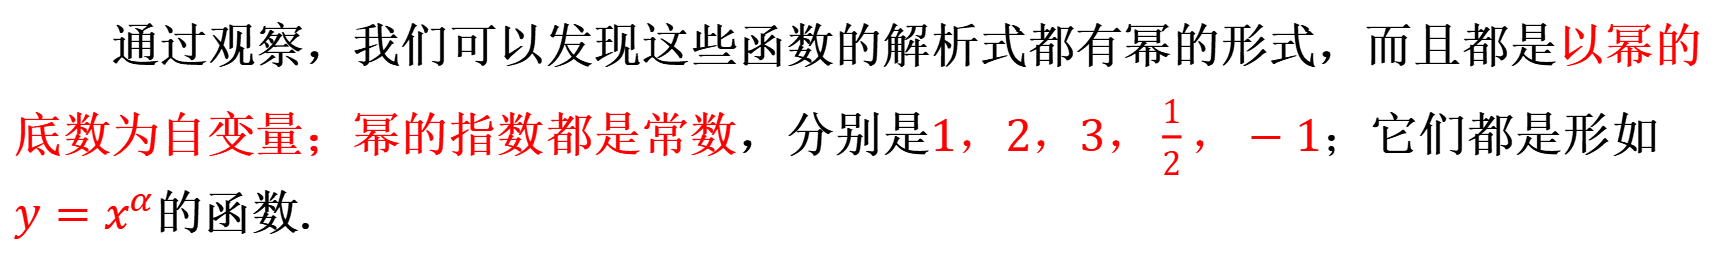 通过观察，我们可以发现这些函数的解析式都有幂的形式，而且都是以幂的
底数为自变量；幂的指数都是常数，分别是1，2，3，$\frac{1}{2}$，－1；它们都是形如
$y = x^{\alpha}$的函数.